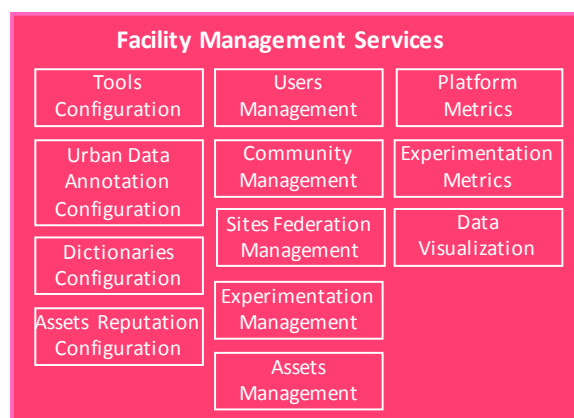 Facility Management Services
Tools
Configuration
Urban Data
Annotation
Configuration
Dictionaries
Configuration
Assets Reputation
Configuration
Users
Management
Community
Management
Sites Federation
Management
Experimentation
Management
Assets
Management
Platform
Metrics
Experimentation
Metrics
Data
Visualization